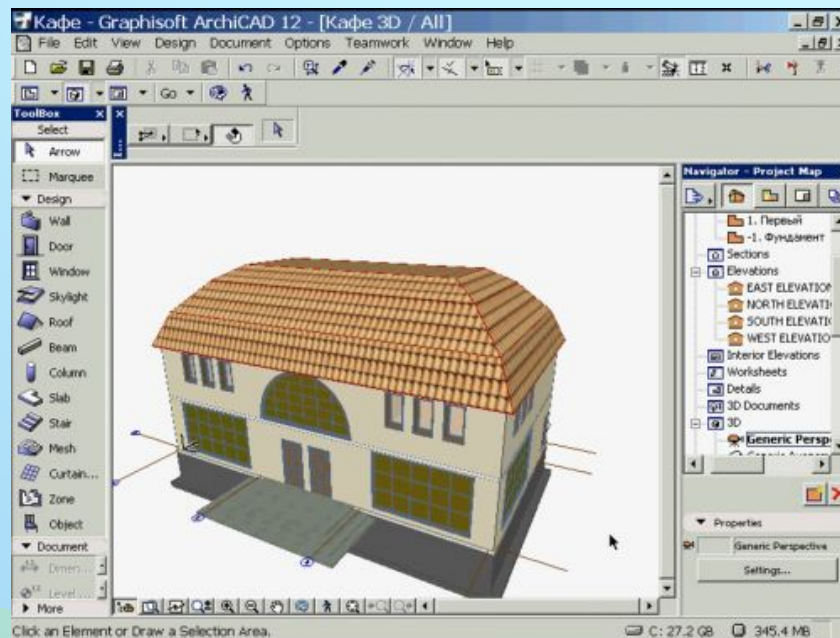 Кафе - Graphisoft ArchiCAD 12 - [Кафе 3D / All]
File Edit View Design Document Options Teamwork Window Help
Go
ToolBox
Select
Arrow
Marquee
Design
Wall
Door
Window
Skylight
Roof
Beam
Column
Slab
Stair
Mesh
Curtain...
Zone
Object
Document
Dimen...
Level ...
More
Navigator - Project Map
1. Первый
-1. Фундамент
Sections
Elevations
EAST ELEVATION
NORTH ELEVATI
SOUTH ELEVATI
WEST ELEVATIO
Interior Elevations
Worksheets
Details
3D Documents
3D
Generic Persp
Properties
Generic Perspective
Settings...
Click an Element or Draw a Selection Area.
C: 27.2 GB 345.4 MB